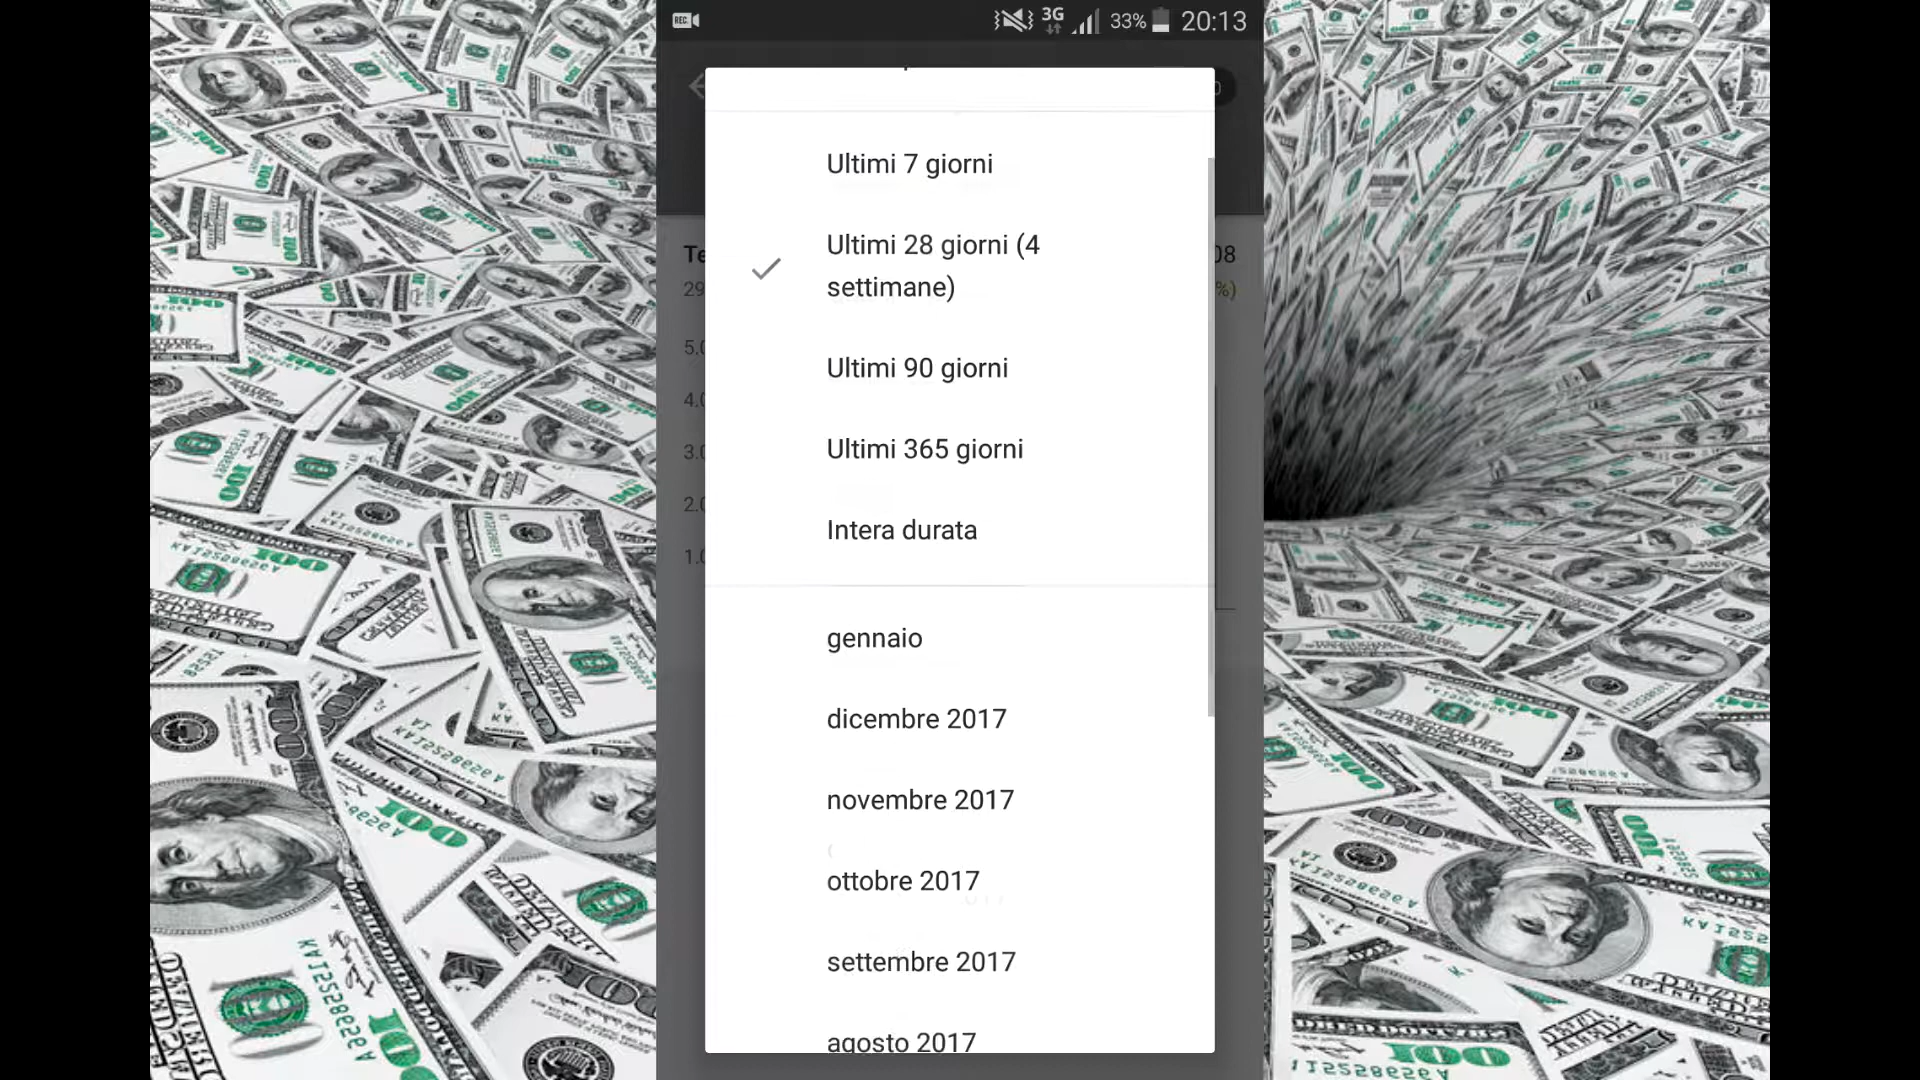 REC
3G
33%
20:13
Ultimi 7 giorni
Ultimi 28 giorni (4
settimane)
Ultimi 90 giorni
Ultimi 365 giorni
Intera durata
gennaio
dicembre 2017
novembre 2017
ottobre 2017
settembre 2017
agosto 2017